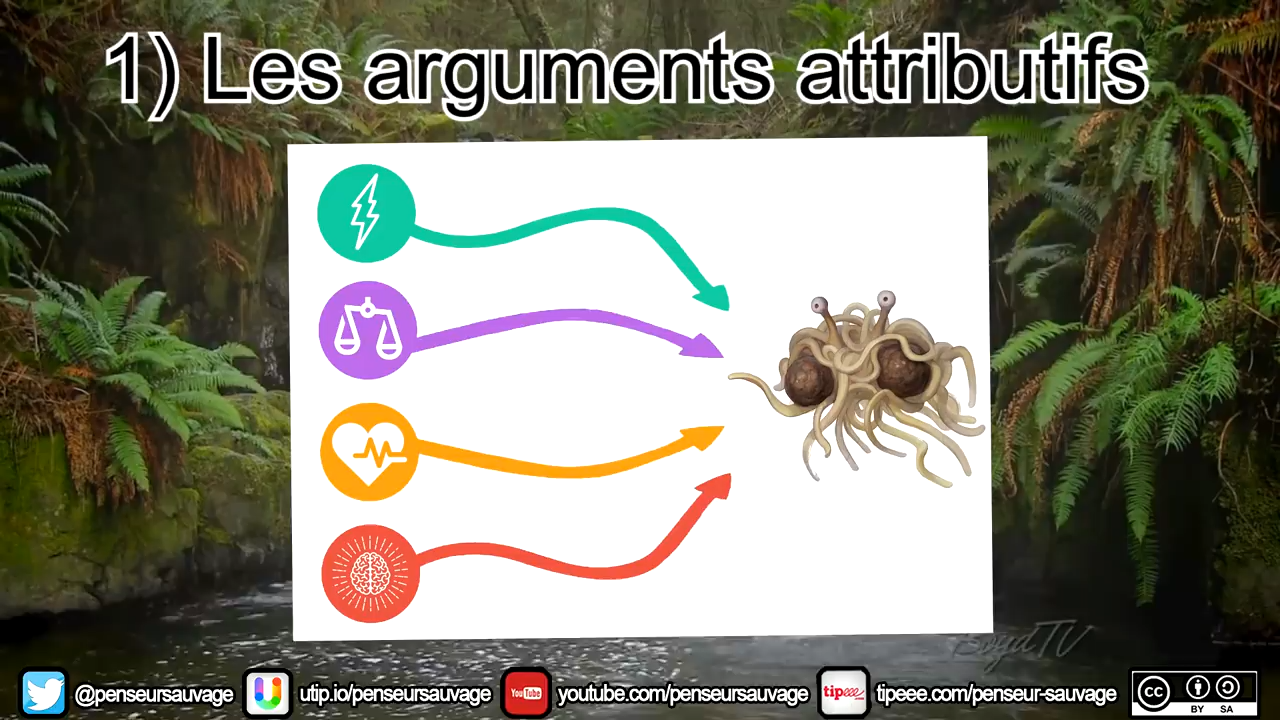 1) Les arguments attributifs
BoydTV
@penseursauvage
utip.io/penseursauvage
YouTube
youtube.com/penseursauvage
tipeee
tipeee.com/penseur-sauvage
cc
BY SA